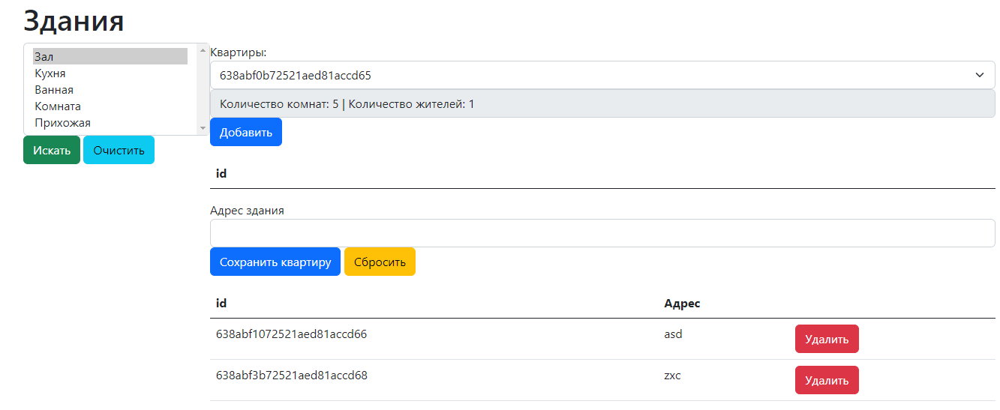 Здания
Зал
Кухня
Ванная
Комната
Прихожая
Искать Очистить
Квартиры:
638abf0b72521aed81accd65
Количество комнат: 5 | Количество жителей: 1
Добавить
id
Адрес здания
Сохранить квартиру Сбросить
id Адрес
638abf1072521aed81accd66 asd Удалить
638abf3b72521aed81accd68 zxc Удалить